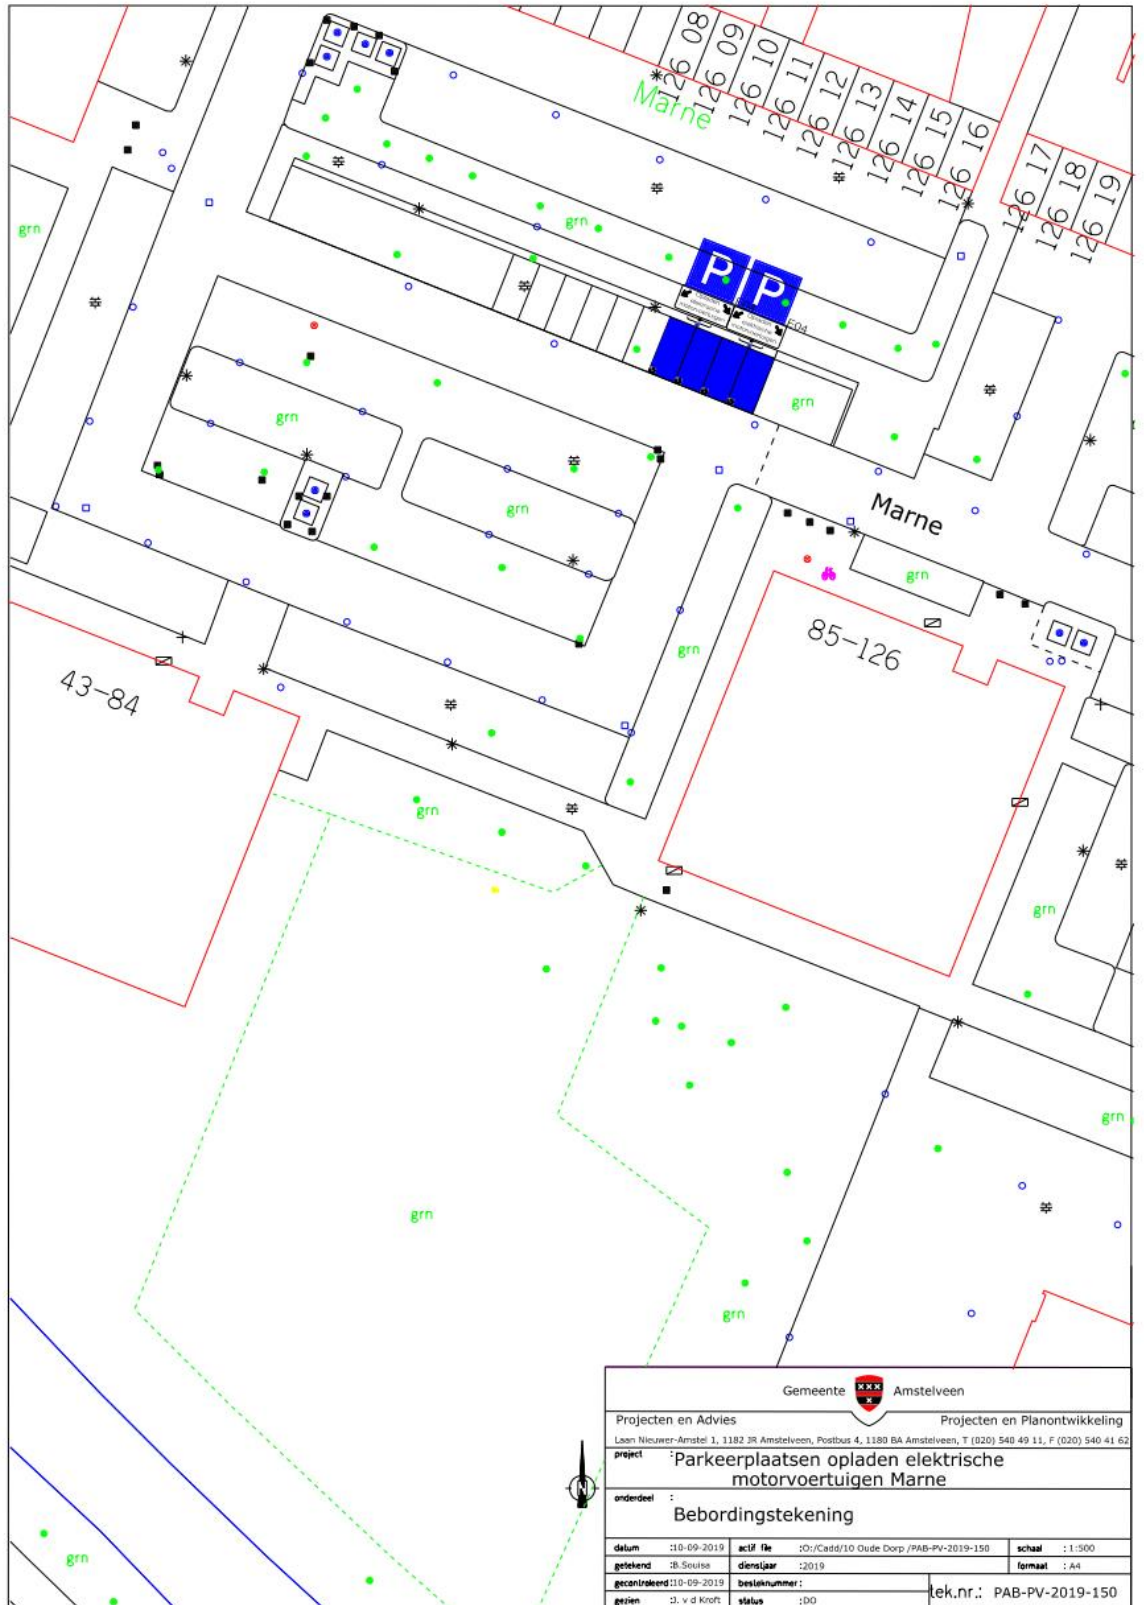 126 08
126 09
126 10
126 11
126 12
126 13
126 14
126 15
126 16
126 17
126 18
126 19
Marne
grn
grn
P P
Opladen elektrische motorvoertuigen
Opladen elektrische motorvoertuigen
E04
grn
grn
grn
Marne
grn
85-126
grn
43-84
grn
grn
grn
grn
grn
grn
Gemeente Amstelveen
Projecten en Advies Projecten en Planontwikkeling
Laan Nieuwer-Amstel 1, 1182 JR Amstelveen, Postbus 4, 1180 BA Amstelveen, T (020) 540 49 11, F (020) 540 41 62
project : Parkeerplaatsen opladen elektrische
motorvoertuigen Marne
onderdeel :
Bebordingstekening
datum :10-09-2019 actif file :O:/Cadd/10 Oude Dorp /PAB-PV-2019-150 schaal : 1:500
getekend :B.Souisa dienstjaar :2019 formaat : A4
gecontroleerd :10-09-2019 besteknummer : tek.nr.: PAB-PV-2019-150
gezien :J. v d Kroft status :DO
N